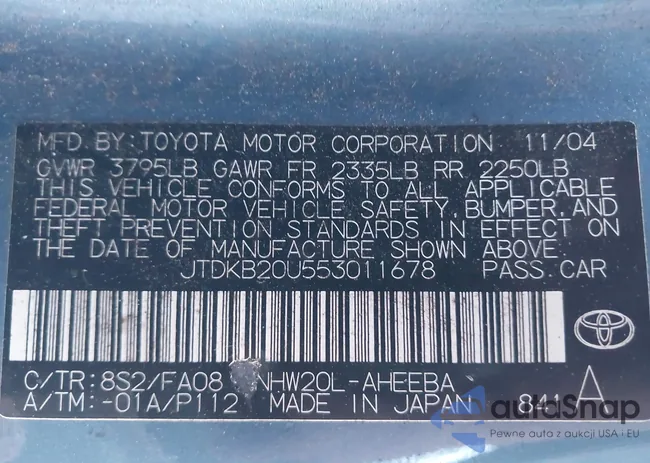 MFD. BY: TOYOTA MOTOR CORPORATION 11/04
GVWR 3795LB GAWR FR 2335LB RR 2250LB
THIS VEHICLE CONFORMS TO ALL APPLICABLE
FEDERAL MOTOR VEHICLE SAFETY, BUMPER, AND
THEFT PREVENTION STANDARDS IN EFFECT ON
THE DATE OF MANUFACTURE SHOWN ABOVE.
JTDKB20U553011678 PASS. CAR
C/TR: 8S2/FA08 NHW20L-AHEEBA A
A/TM: -01A/P112 MADE IN JAPAN 841
autoSnap
Pewne auta z aukcji USA i EU